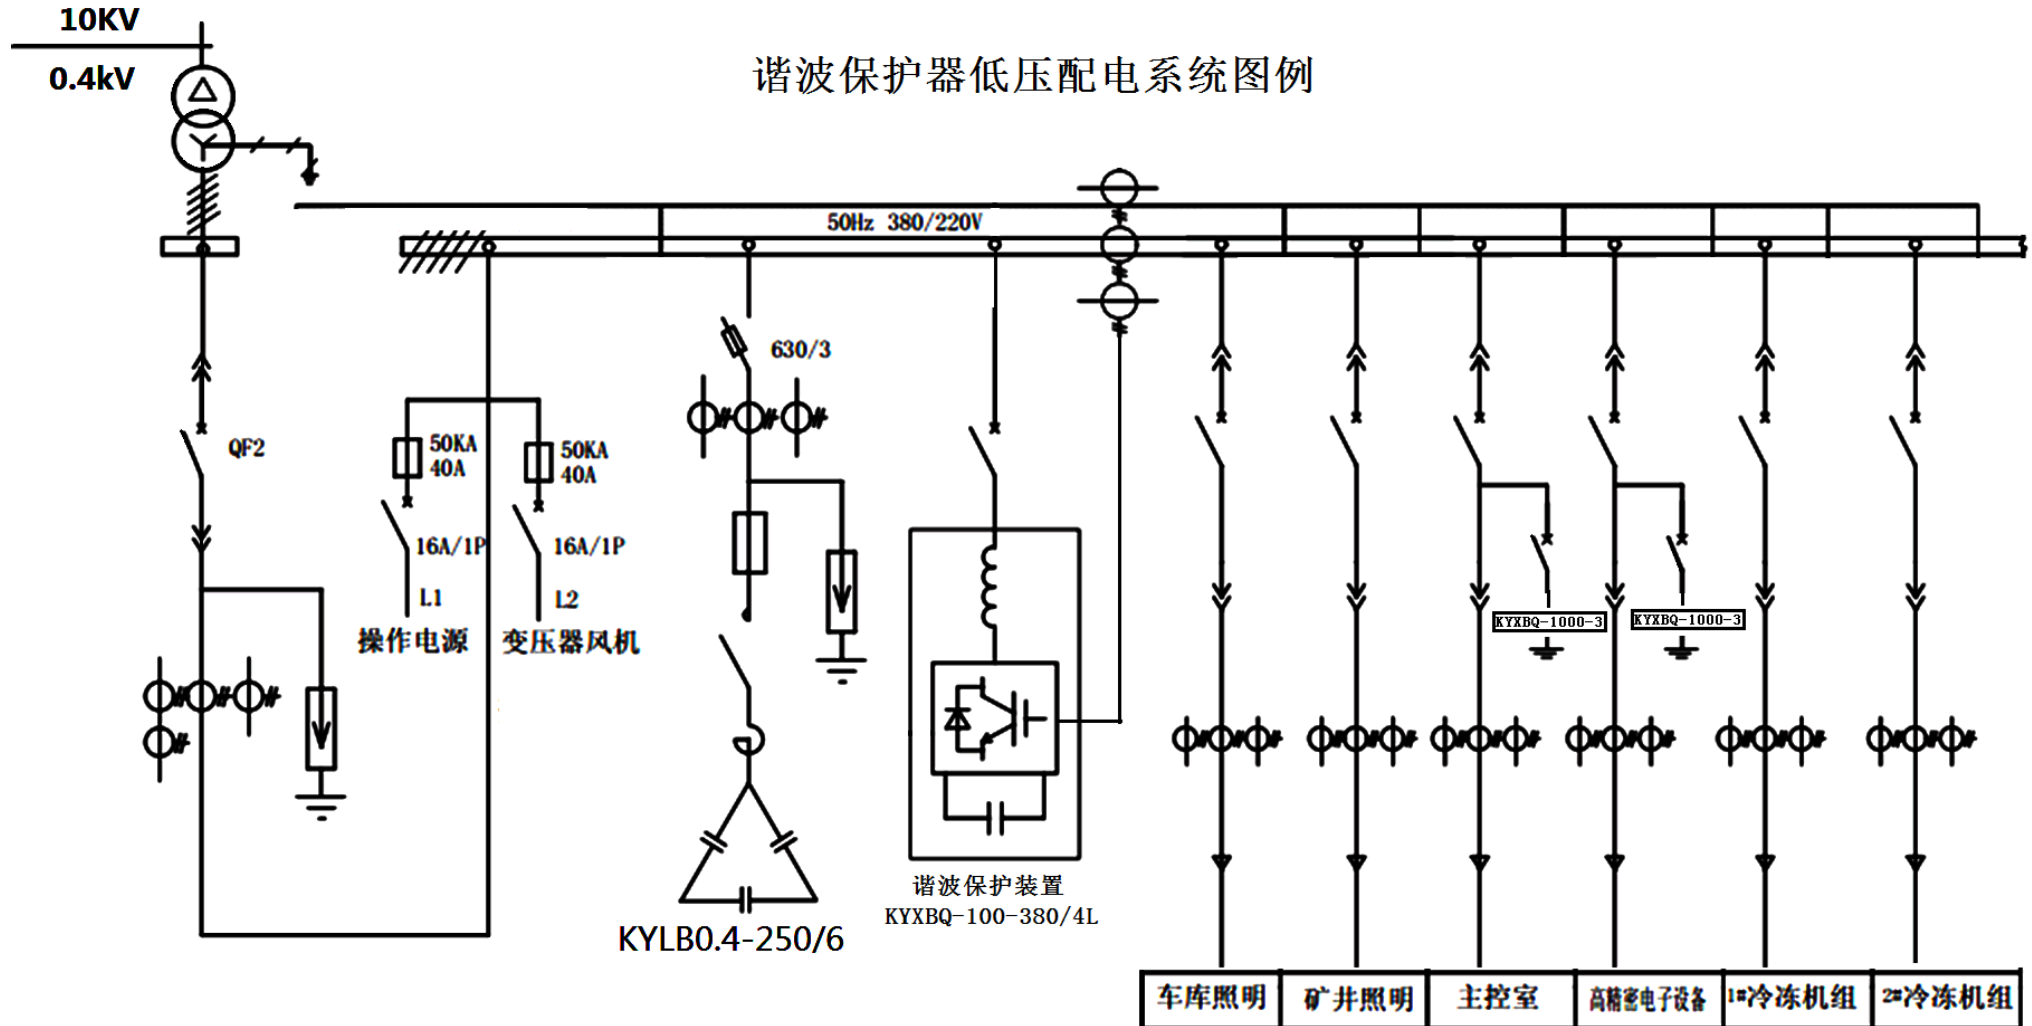 10KV
0.4kV
谐波保护器低压配电系统图例
50Hz 380/220V
630/3
QF2
50KA
40A
50KA
40A
16A/1P
16A/1P
L1
L2
操作电源
变压器风机
KYXBQ-1000-3
KYXBQ-1000-3
谐波保护装置
KYXBQ-100-380/4L
KYLB0.4-250/6
车库照明
矿井照明
主控室
高精密电子设备
1#冷冻机组
2#冷冻机组